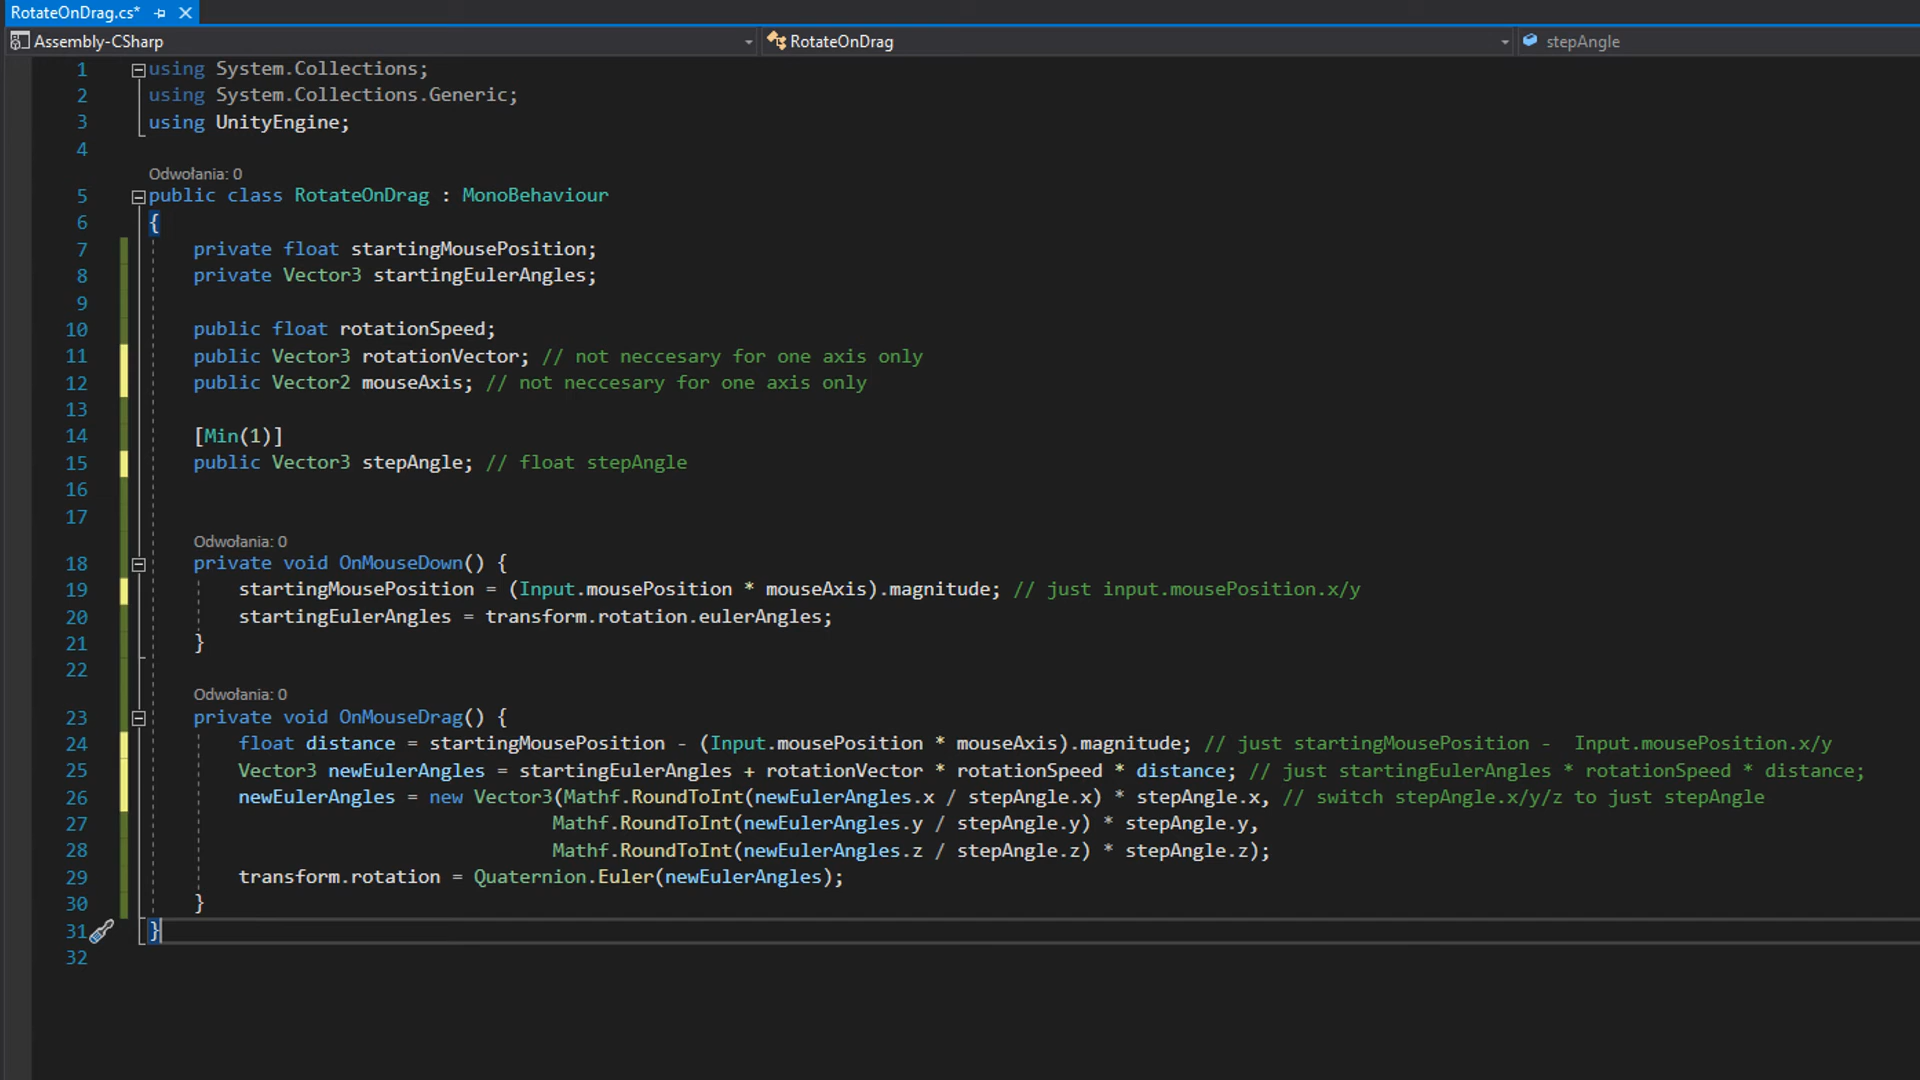 RotateOnDrag.cs*
Assembly-CSharp RotateOnDrag stepAngle
1 using System.Collections;
2 using System.Collections.Generic;
3 using UnityEngine;
4
Odwołania: 0
5 public class RotateOnDrag : MonoBehaviour
6 {
7 private float startingMousePosition;
8 private Vector3 startingEulerAngles;
9
10 public float rotationSpeed;
11 public Vector3 rotationVector; // not neccesary for one axis only
12 public Vector2 mouseAxis; // not neccesary for one axis only
13
14 [Min(1)]
15 public Vector3 stepAngle; // float stepAngle
16
17
Odwołania: 0
18 private void OnMouseDown() {
19 startingMousePosition = (Input.mousePosition * mouseAxis).magnitude; // just input.mousePosition.x/y
20 startingEulerAngles = transform.rotation.eulerAngles;
21 }
22
Odwołania: 0
23 private void OnMouseDrag() {
24 float distance = startingMousePosition - (Input.mousePosition * mouseAxis).magnitude; // just startingMousePosition -  Input.mousePosition.x/y
25 Vector3 newEulerAngles = startingEulerAngles + rotationVector * rotationSpeed * distance; // just startingEulerAngles * rotationSpeed * distance;
26 newEulerAngles = new Vector3(Mathf.RoundToInt(newEulerAngles.x / stepAngle.x) * stepAngle.x, // switch stepAngle.x/y/z to just stepAngle
27 Mathf.RoundToInt(newEulerAngles.y / stepAngle.y) * stepAngle.y,
28 Mathf.RoundToInt(newEulerAngles.z / stepAngle.z) * stepAngle.z);
29 transform.rotation = Quaternion.Euler(newEulerAngles);
30 }
31 }
32